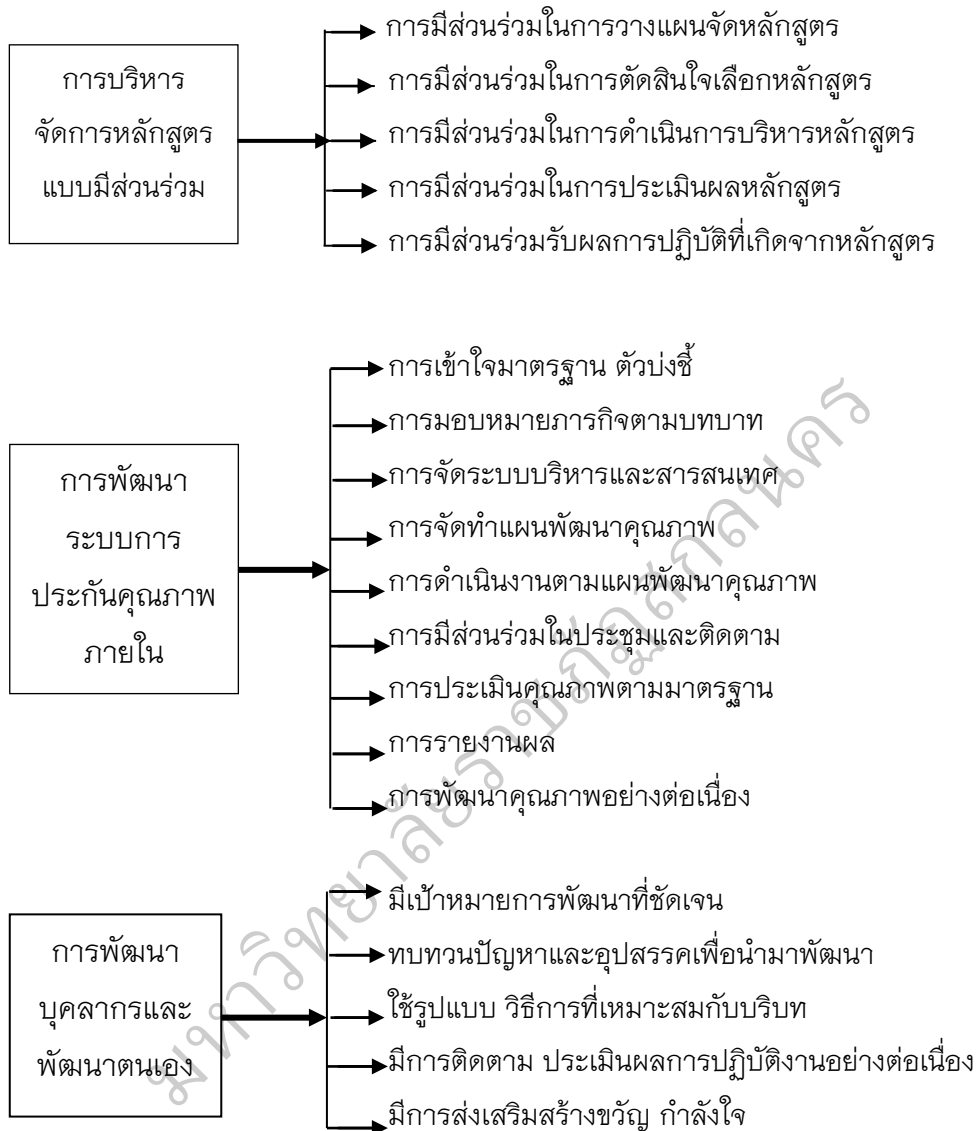 การบริหาร
จัดการหลักสูตร
แบบมีส่วนร่วม
การมีส่วนร่วมในการวางแผนจัดหลักสูตร
การมีส่วนร่วมในการตัดสินใจเลือกหลักสูตร
การมีส่วนร่วมในการดำเนินการบริหารหลักสูตร
การมีส่วนร่วมในการประเมินผลหลักสูตร
การมีส่วนร่วมรับผลการปฏิบัติที่เกิดจากหลักสูตร
การพัฒนา
ระบบการ
ประกันคุณภาพ
ภายใน
การเข้าใจมาตรฐาน ตัวบ่งชี้
การมอบหมายภารกิจตามบทบาท
การจัดระบบบริหารและสารสนเทศ
การจัดทำแผนพัฒนาคุณภาพ
การดำเนินงานตามแผนพัฒนาคุณภาพ
การมีส่วนร่วมในประชุมและติดตาม
การประเมินคุณภาพตามมาตรฐาน
การรายงานผล
การพัฒนาคุณภาพอย่างต่อเนื่อง
การพัฒนา
บุคลากรและ
พัฒนาตนเอง
มีเป้าหมายการพัฒนาที่ชัดเจน
ทบทวนปัญหาและอุปสรรคเพื่อนำมาพัฒนา
ใช้รูปแบบ วิธีการที่เหมาะสมกับบริบท
มีการติดตาม ประเมินผลการปฏิบัติงานอย่างต่อเนื่อง
มีการส่งเสริมสร้างขวัญ กำลังใจ
มหาวิทยาลัยราชภัฏสกลนคร